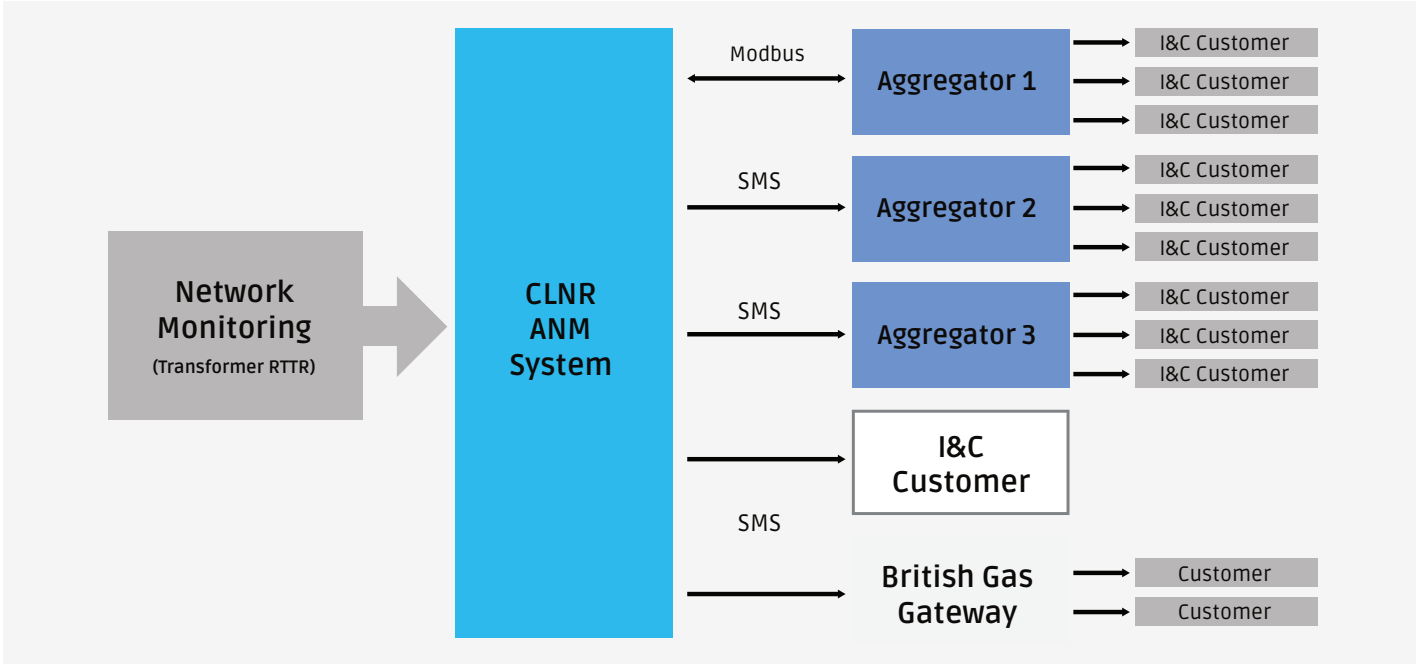 Network
Monitoring
(Transformer RTTR)
CLNR
ANM
System
Modbus
SMS
SMS
SMS
Aggregator 1
Aggregator 2
Aggregator 3
I&C
Customer
British Gas
Gateway
I&C Customer
I&C Customer
I&C Customer
I&C Customer
I&C Customer
I&C Customer
I&C Customer
I&C Customer
I&C Customer
Customer
Customer